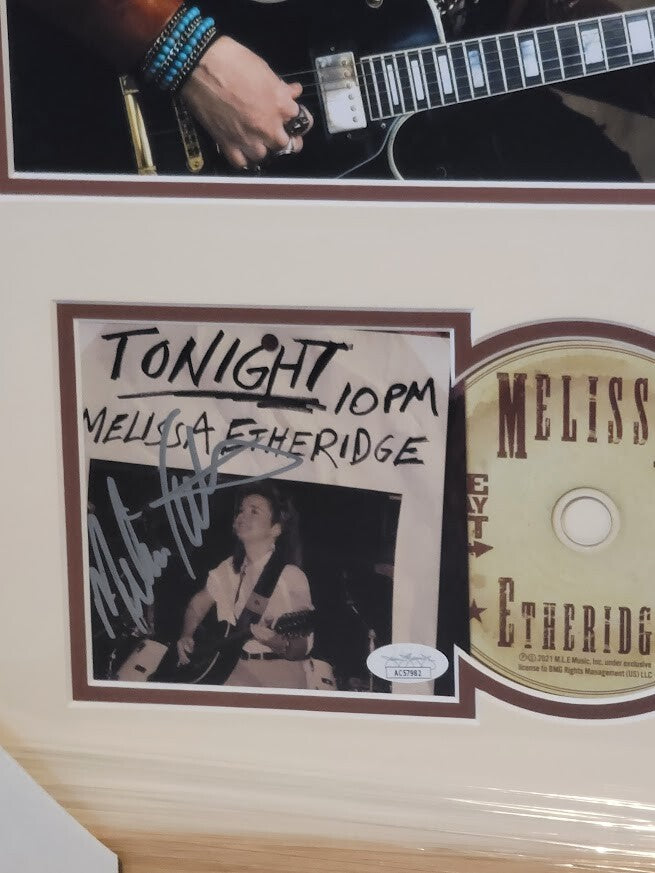 TONIGHT
10PM
MELISSA ETHERIDGE
AC57982
MELISS
E
AY
T
ETHERIDG
℗© 2021 M.L.E Music, Inc. under exclusive
license to BMG Rights Management (US) LLC